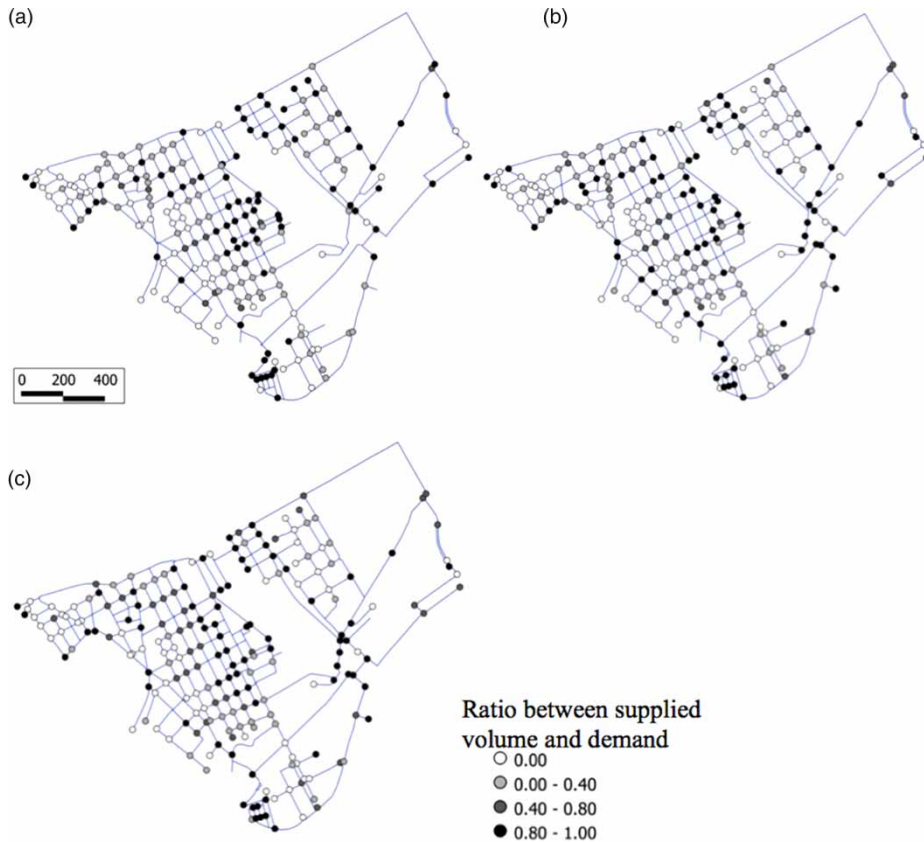 (a)
(b)
0 200 400
(c)
Ratio between supplied
volume and demand
0.00
0.00 - 0.40
0.40 - 0.80
0.80 - 1.00